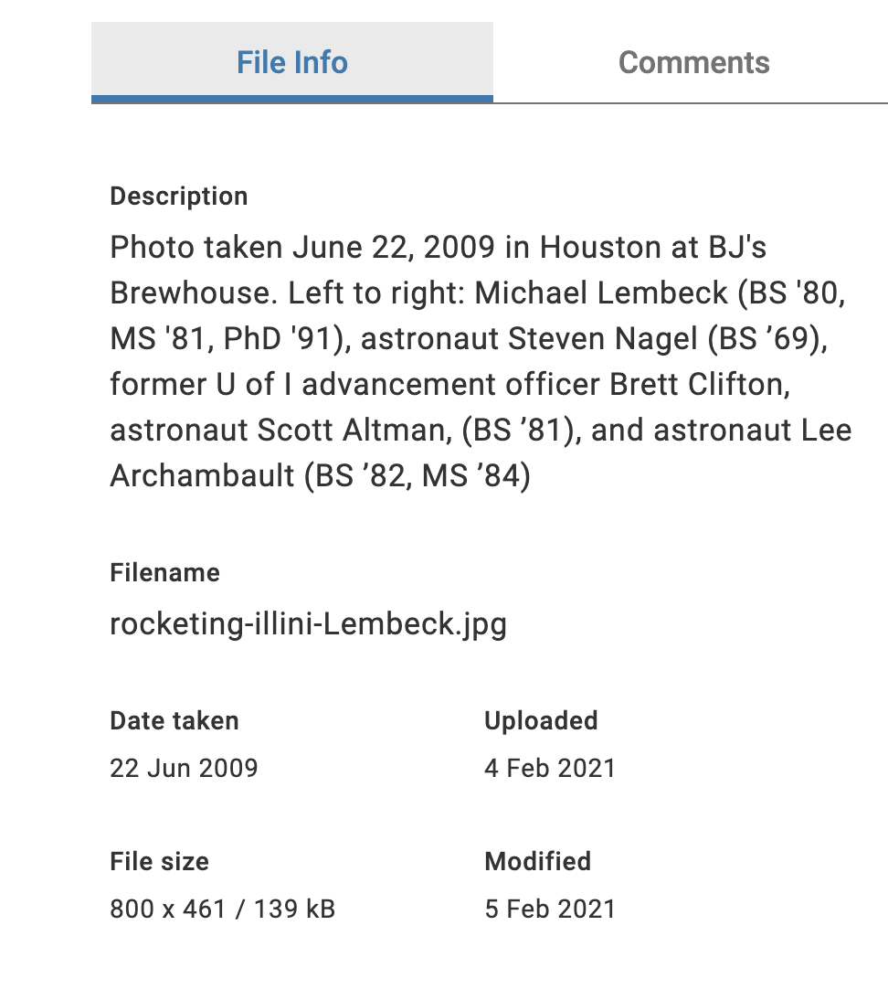 File Info
Comments
Description
Photo taken June 22, 2009 in Houston at BJ's
Brewhouse. Left to right: Michael Lembeck (BS '80,
MS '81, PhD '91), astronaut Steven Nagel (BS ’69),
former U of I advancement officer Brett Clifton,
astronaut Scott Altman, (BS ’81), and astronaut Lee
Archambault (BS ’82, MS ’84)
Filename
rocketing-illini-Lembeck.jpg
Date taken
Uploaded
22 Jun 2009
4 Feb 2021
File size
Modified
800 x 461 / 139 kB
5 Feb 2021